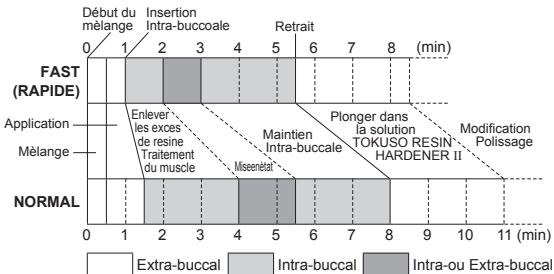 Début du
mèlange
Insertion
Intra-buccoale
Retrait
0 1 2 3 4 5 6 7 8 (min)
FAST
(RAPIDE)
Application
Mèlange
Enlever
les exces
de resine
Traitement
du muscle
Miseenètat
Maintien
Intra-buccale
Plonger dans
la solution
TOKUSO RESIN
HARDENER II
Modification
Polissage
NORMAL
0 1 2 3 4 5 6 7 8 9 10 11 (min)
Extra-buccal
Intra-buccal
Intra-ou Extra-buccal